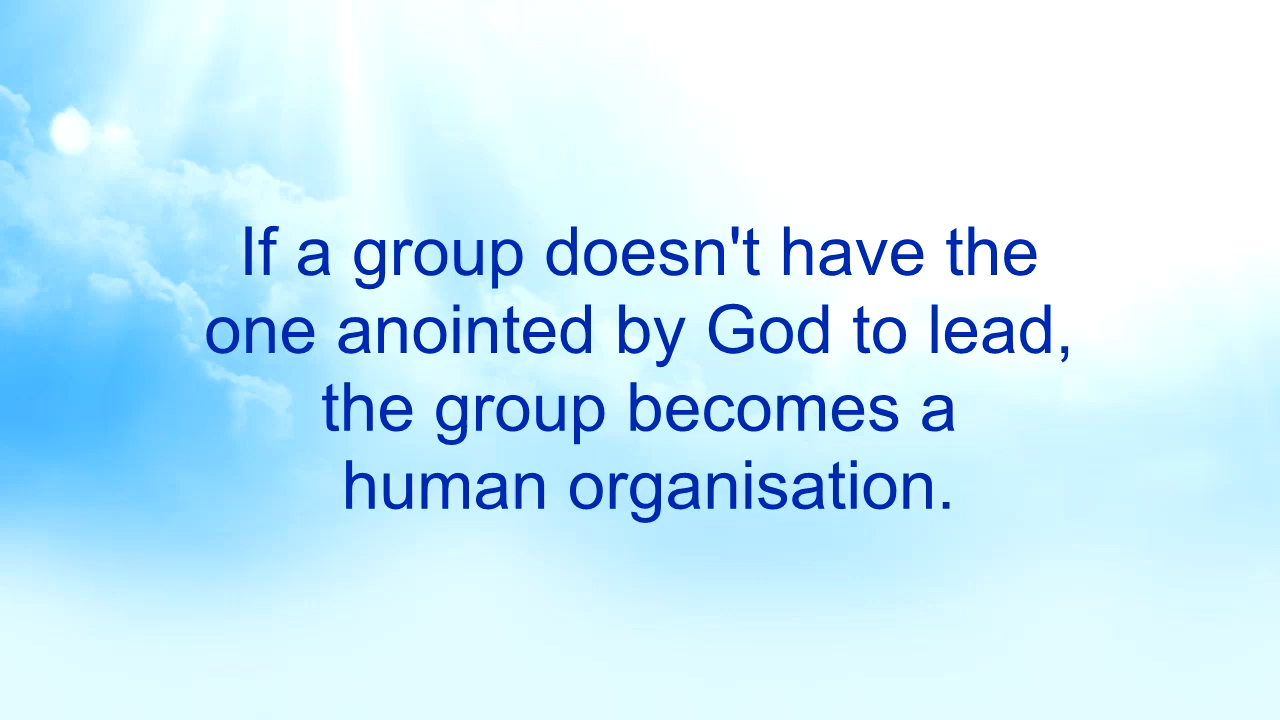 If a group doesn't have the
one anointed by God to lead,
the group becomes a
human organisation.